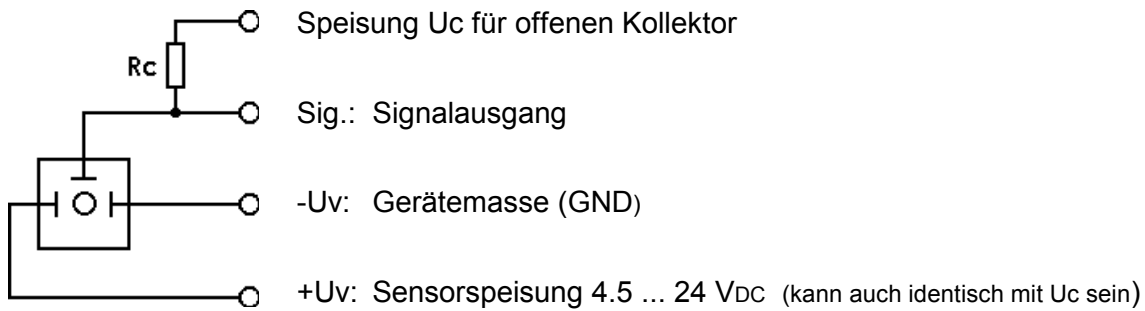 Speisung Uc für offenen Kollektor
Rc
Sig.: Signalausgang
-Uv: Gerätemasse (GND)
+Uv: Sensorspeisung 4.5 ... 24 VDC (kann auch identisch mit Uc sein)